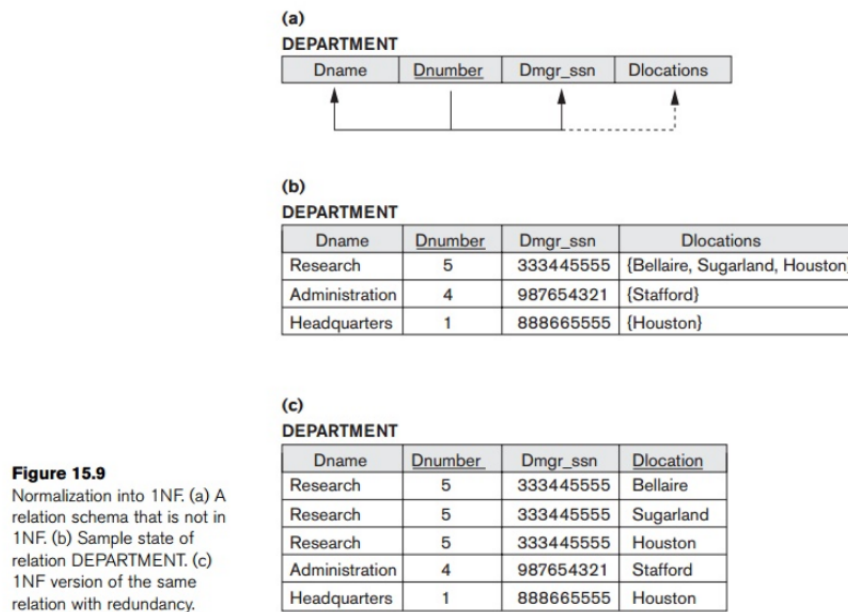 (a)
DEPARTMENT
Dname Dnumber Dmgr_ssn Dlocations
(b)
DEPARTMENT
Dname Dnumber Dmgr_ssn Dlocations
Research 5 333445555 {Bellaire, Sugarland, Houston}
Administration 4 987654321 {Stafford}
Headquarters 1 888665555 {Houston}
(c)
DEPARTMENT
Dname Dnumber Dmgr_ssn Dlocation
Research 5 333445555 Bellaire
Research 5 333445555 Sugarland
Research 5 333445555 Houston
Administration 4 987654321 Stafford
Headquarters 1 888665555 Houston
Figure 15.9
Normalization into 1NF. (a) A
relation schema that is not in
1NF. (b) Sample state of
relation DEPARTMENT. (c)
1NF version of the same
relation with redundancy.